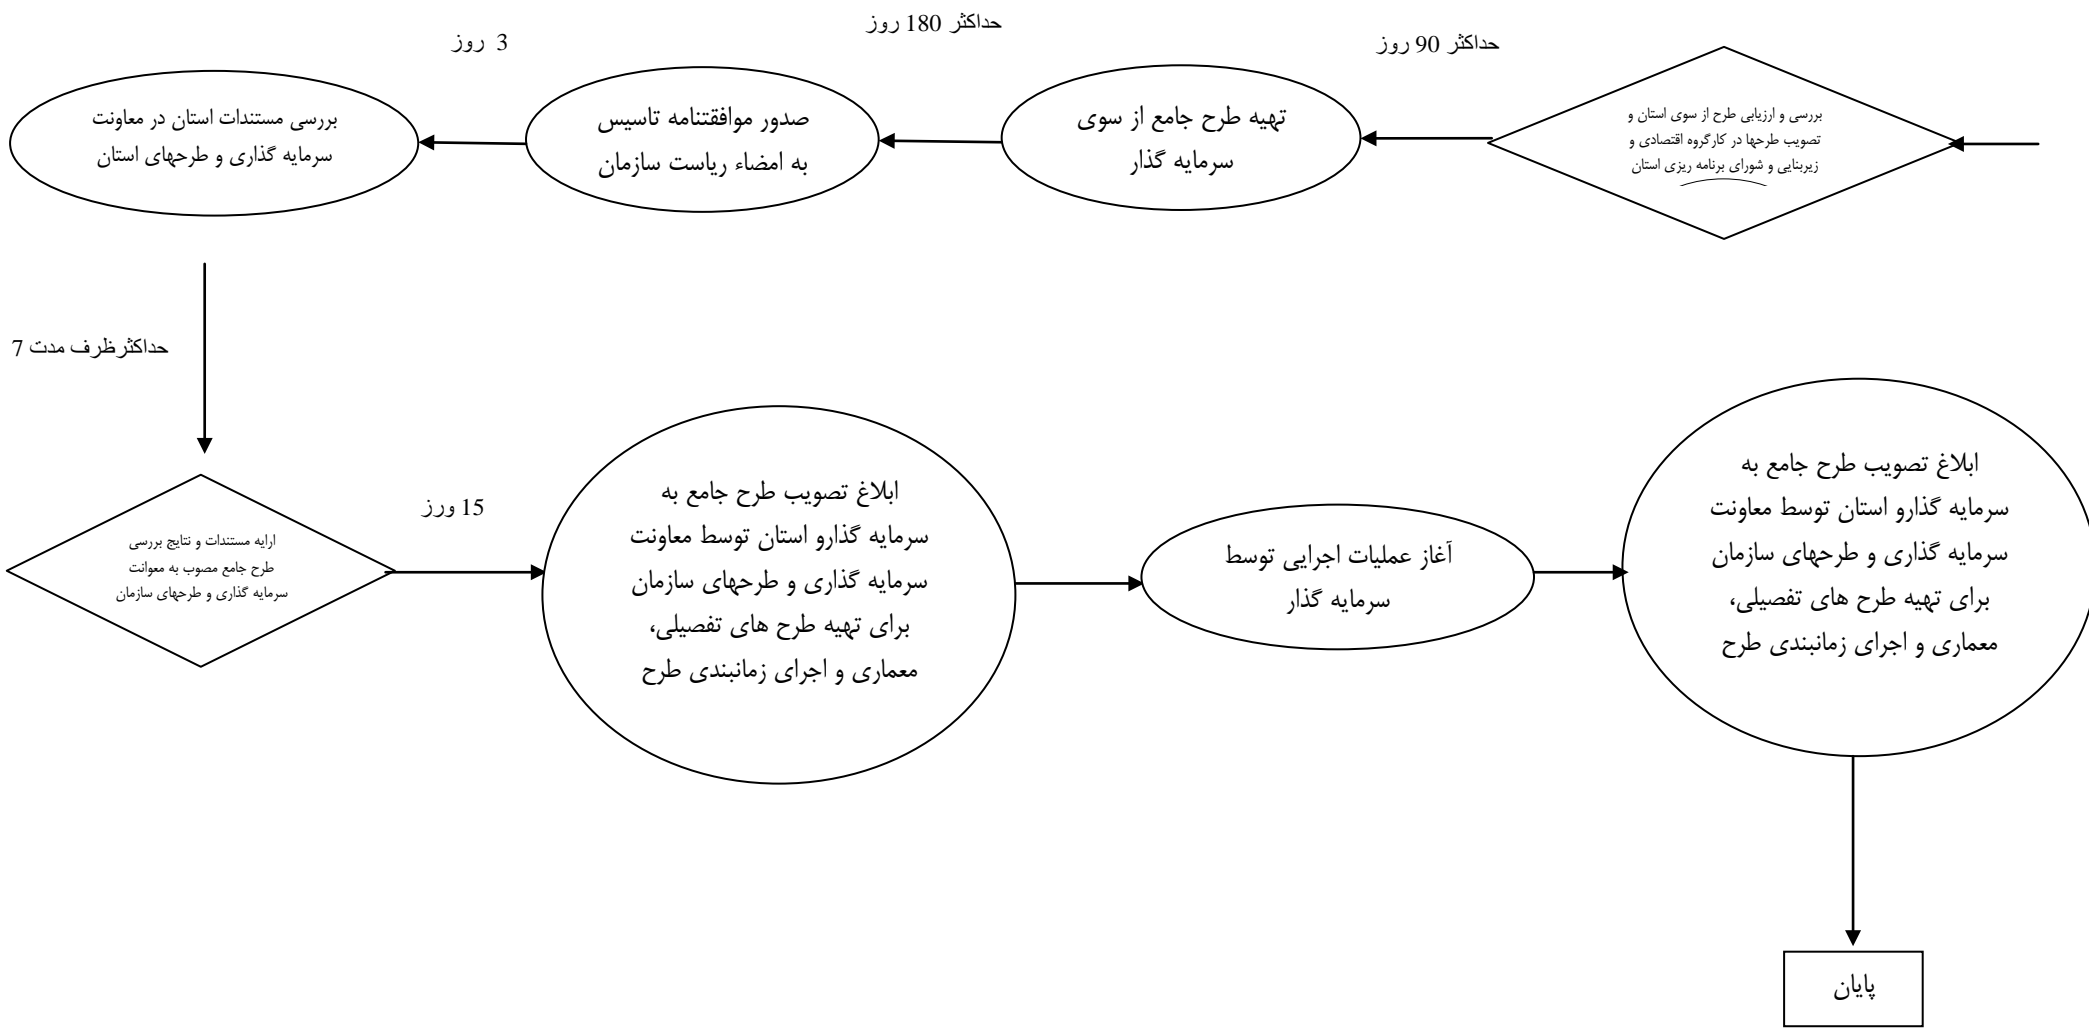 حداکثر 90 روز
حداکثر 180 روز
3 روز
بررسی و ارزیابی طرح از سوی استان و
تصویب طرحها در کارگروه اقتصادی و
زیربنایی و شورای برنامه ریزی استان
تهیه طرح جامع از سوی
سرمایه گذار
صدور موافقتنامه تاسیس
به امضاء ریاست سازمان
بررسی مستندات استان در معاونت
سرمایه گذاری و طرحهای استان
حداکثرظرف مدت 7
ارایه مستندات و نتایج بررسی
طرح جامع مصوب به معوانت
سرمایه گذاری و طرحهای سازمان
15 ورز
ابلاغ تصویب طرح جامع به
سرمایه گذارو استان توسط معاونت
سرمایه گذاری و طرحهای سازمان
برای تهیه طرح های تفصیلی،
معماری و اجرای زمانبندی طرح
آغاز عملیات اجرایی توسط
سرمایه گذار
ابلاغ تصویب طرح جامع به
سرمایه گذارو استان توسط معاونت
سرمایه گذاری و طرحهای سازمان
برای تهیه طرح های تفصیلی،
معماری و اجرای زمانبندی طرح
پایان